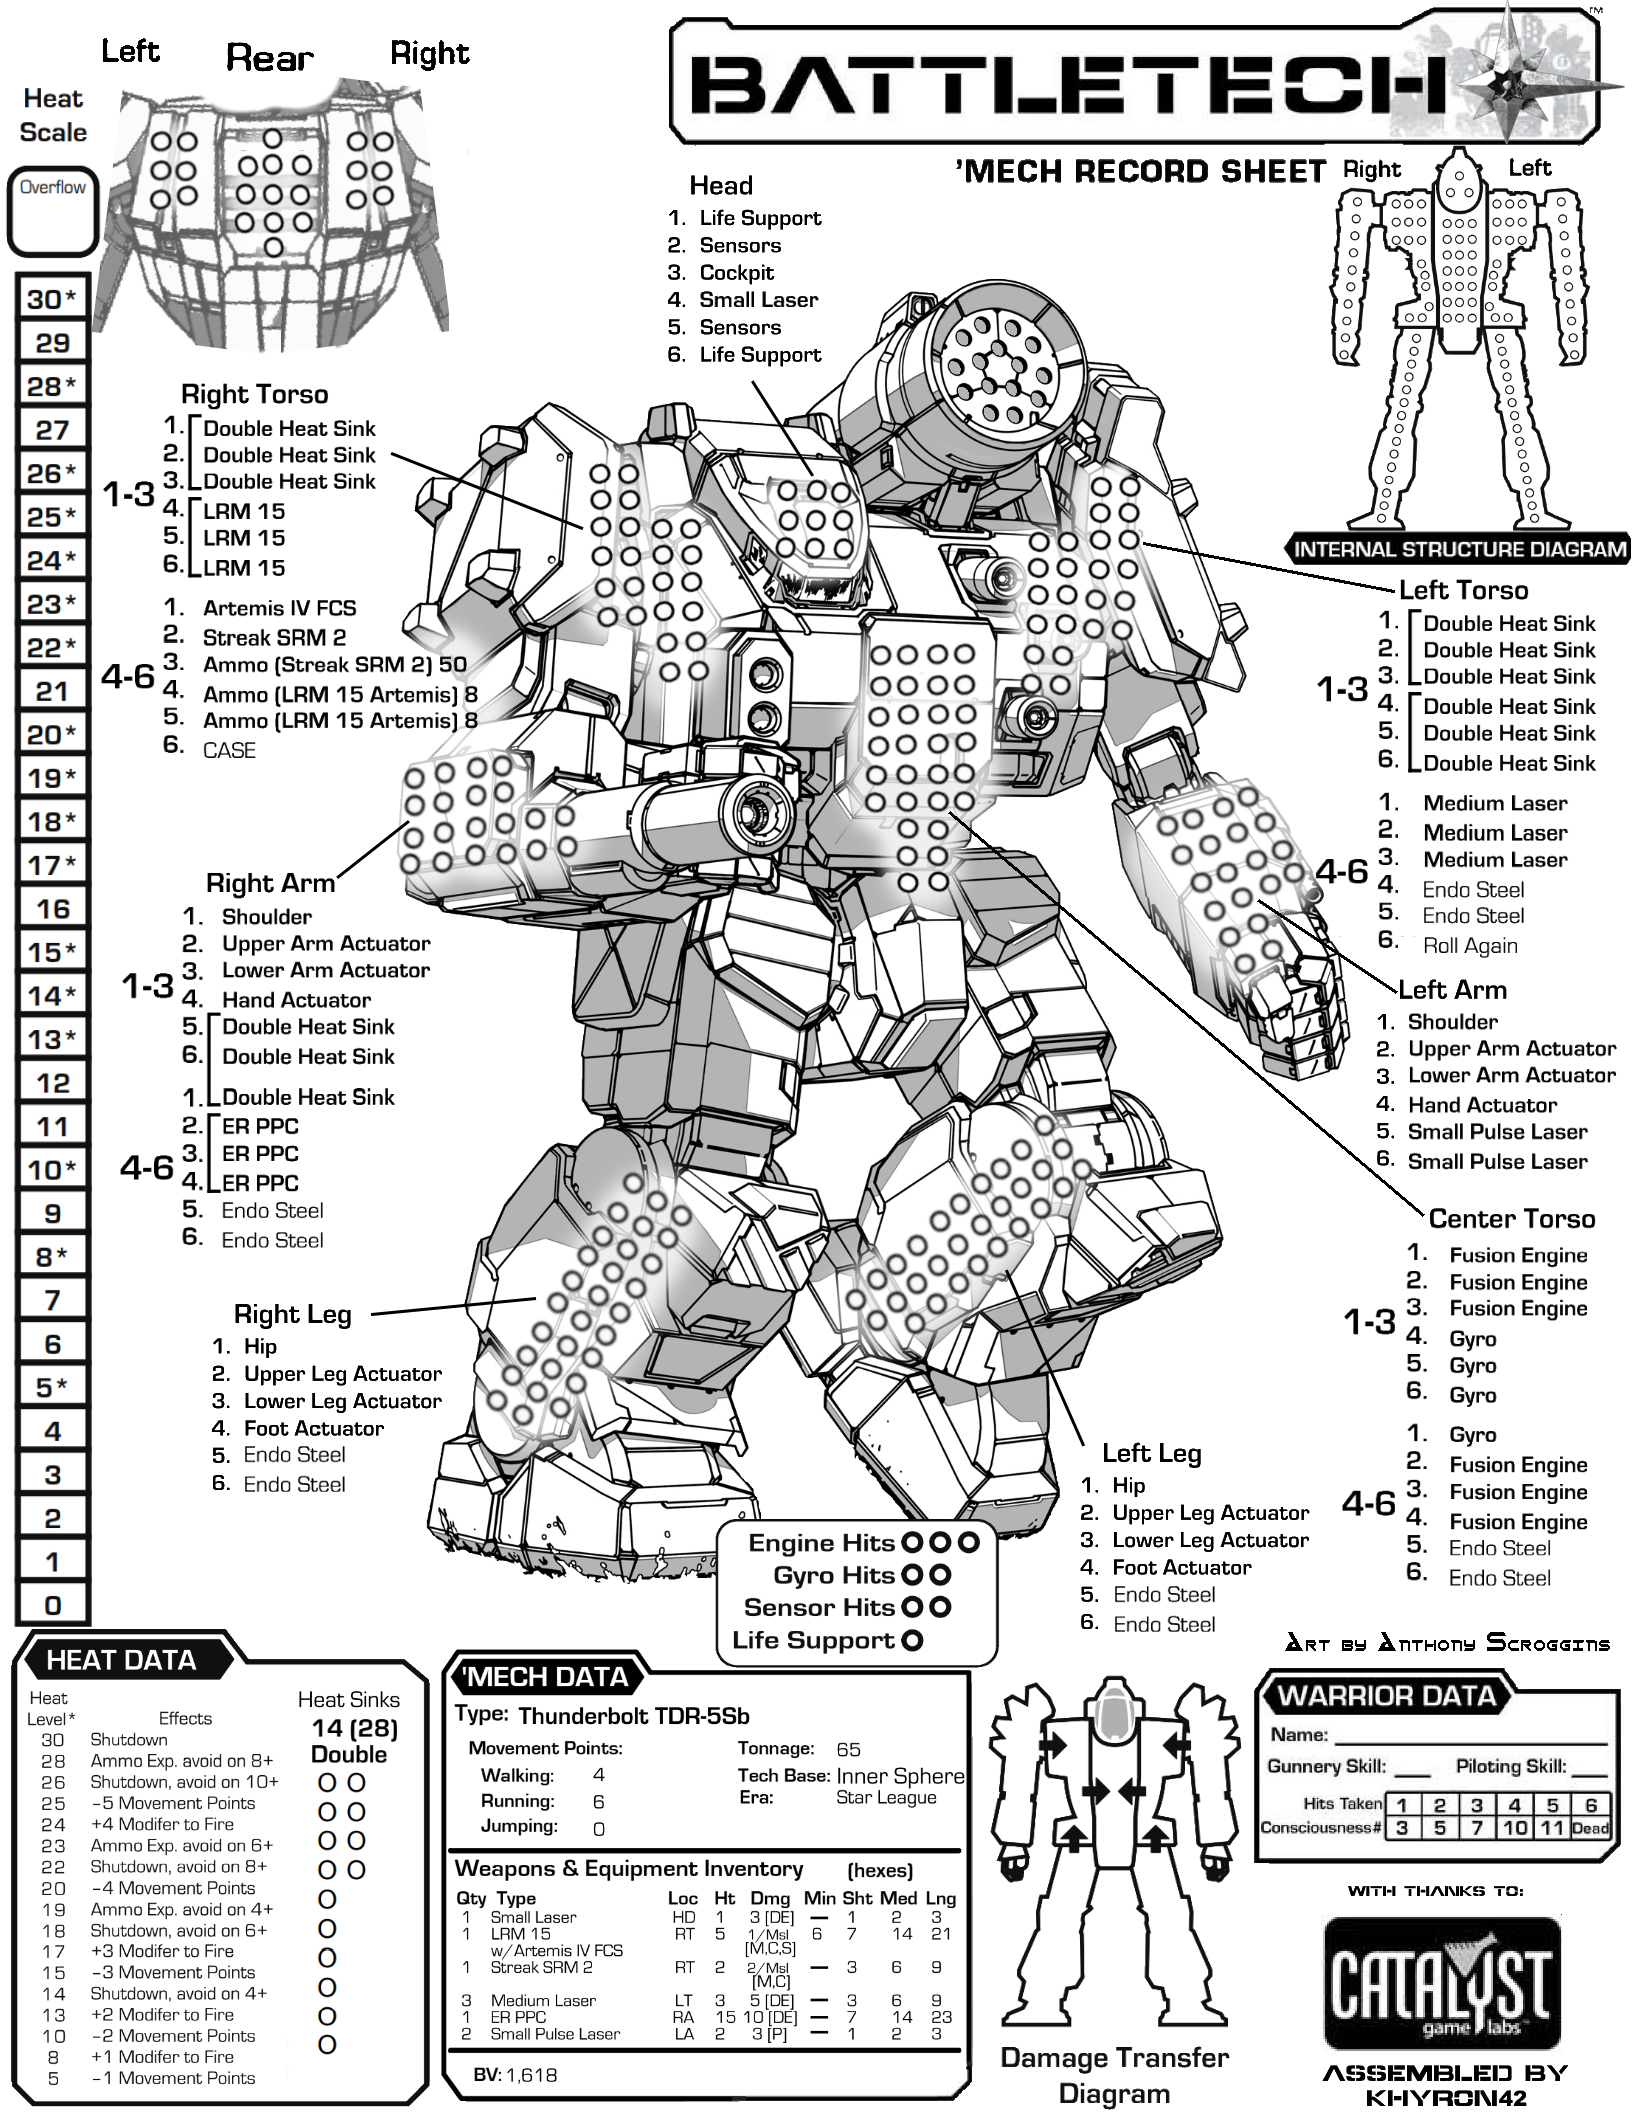 Left Rear Right
BATTLETECH
™
'MECH RECORD SHEET
Heat
Scale
Overflow
30*
29
28*
27
26*
25*
24*
23*
22*
21
20*
19*
18*
17*
16
15*
14*
13*
12
11
10*
9
8*
7
6
5*
4
3
2
1
0
Head
1. Life Support
2. Sensors
3. Cockpit
4. Small Laser
5. Sensors
6. Life Support
Right Left
INTERNAL STRUCTURE DIAGRAM
Right Torso
1-3
1. Double Heat Sink
2. Double Heat Sink
3. Double Heat Sink
4. LRM 15
5. LRM 15
6. LRM 15
4-6
1. Artemis IV FCS
2. Streak SRM 2
3. Ammo (Streak SRM 2) 50
4. Ammo (LRM 15 Artemis) 8
5. Ammo (LRM 15 Artemis) 8
6. CASE
Left Torso
1-3
1. Double Heat Sink
2. Double Heat Sink
3. Double Heat Sink
4. Double Heat Sink
5. Double Heat Sink
6. Double Heat Sink
4-6
1. Medium Laser
2. Medium Laser
3. Medium Laser
4. Endo Steel
5. Endo Steel
6. Roll Again
Right Arm
1-3
1. Shoulder
2. Upper Arm Actuator
3. Lower Arm Actuator
4. Hand Actuator
5. Double Heat Sink
6. Double Heat Sink
4-6
1. Double Heat Sink
2. ER PPC
3. ER PPC
4. ER PPC
5. Endo Steel
6. Endo Steel
Left Arm
1. Shoulder
2. Upper Arm Actuator
3. Lower Arm Actuator
4. Hand Actuator
5. Small Pulse Laser
6. Small Pulse Laser
Center Torso
1-3
1. Fusion Engine
2. Fusion Engine
3. Fusion Engine
4. Gyro
5. Gyro
6. Gyro
4-6
1. Gyro
2. Fusion Engine
3. Fusion Engine
4. Fusion Engine
5. Endo Steel
6. Endo Steel
Right Leg
1. Hip
2. Upper Leg Actuator
3. Lower Leg Actuator
4. Foot Actuator
5. Endo Steel
6. Endo Steel
Left Leg
1. Hip
2. Upper Leg Actuator
3. Lower Leg Actuator
4. Foot Actuator
5. Endo Steel
6. Endo Steel
Engine Hits
Gyro Hits
Sensor Hits
Life Support
Art by Anthony Scroggins
HEAT DATA
Heat
Level* Effects
30 Shutdown
28 Ammo Exp. avoid on 8+
26 Shutdown, avoid on 10+
25 -5 Movement Points
24 +4 Modifer to Fire
23 Ammo Exp. avoid on 6+
22 Shutdown, avoid on 8+
20 -4 Movement Points
19 Ammo Exp. avoid on 4+
18 Shutdown, avoid on 6+
17 +3 Modifer to Fire
15 -3 Movement Points
14 Shutdown, avoid on 4+
13 +2 Modifer to Fire
10 -2 Movement Points
8 +1 Modifer to Fire
5 -1 Movement Points
Heat Sinks
14 (28)
Double
'MECH DATA
Type: Thunderbolt TDR-5Sb
Movement Points:
Walking: 4
Running: 6
Jumping: 0
Tonnage: 65
Tech Base: Inner Sphere
Era: Star League
Weapons & Equipment Inventory (hexes)
Qty Type Loc Ht Dmg Min Sht Med Lng
1 Small Laser HD 1 3 [DE] — 1 2 3
1 LRM 15 RT 5 1/Msl 6 7 14 21
w/Artemis IV FCS [M,C,S]
1 Streak SRM 2 RT 2 2/Msl — 3 6 9
[M,C]
3 Medium Laser LT 3 5 [DE] — 3 6 9
1 ER PPC RA 15 10 [DE] — 7 14 23
2 Small Pulse Laser LA 2 3 [P] — 1 2 3
BV: 1,618
Damage Transfer
Diagram
WARRIOR DATA
Name:
Gunnery Skill: Piloting Skill:
Hits Taken 1 2 3 4 5 6
Consciousness# 3 5 7 10 11 Dead
WITH THANKS TO:
CATALYST
game labs
ASSEMBLED BY
KHYRON42